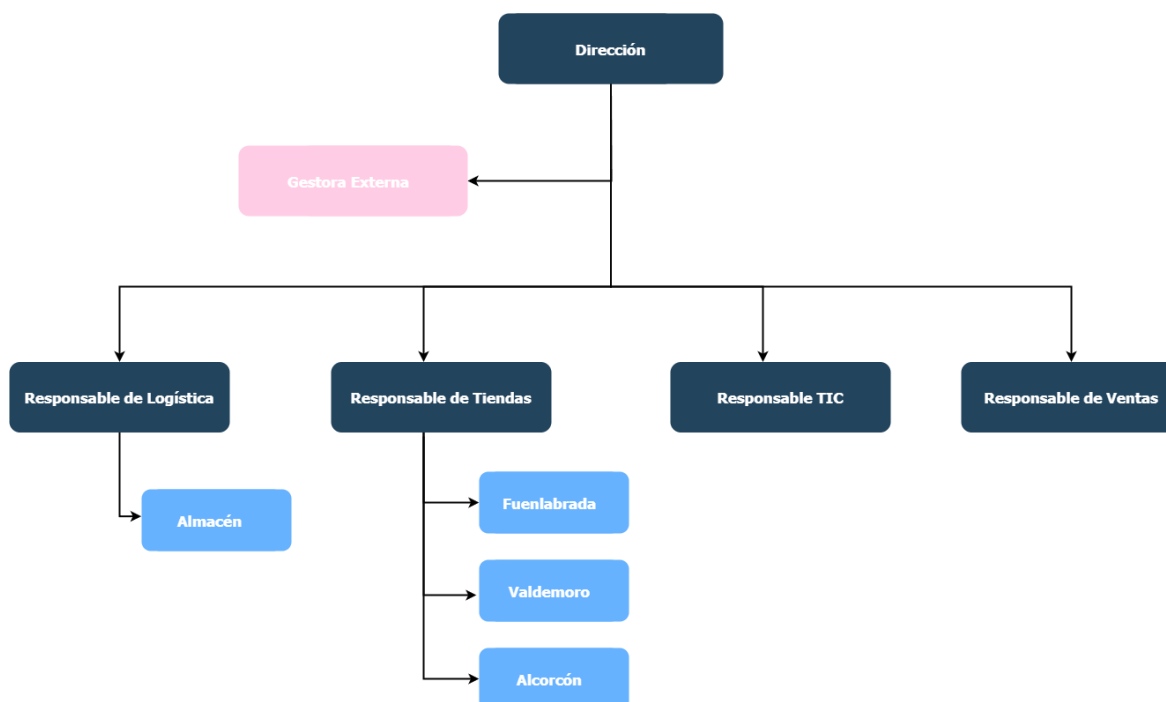 Dirección
Gestora Externa
Responsable de Logística
Responsable de Tiendas
Responsable TIC
Responsable de Ventas
Almacén
Fuenlabrada
Valdemoro
Alcorcón